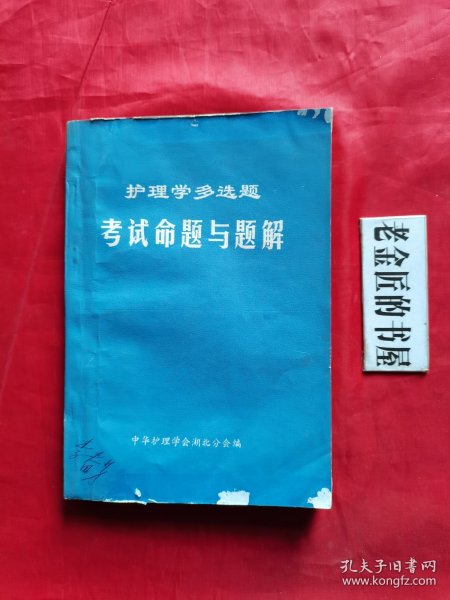 护理学多选题
考试命题与题解
中华护理学会湖北分会编
老金匠的书屋
孔夫子旧书网
www.kongfz.com